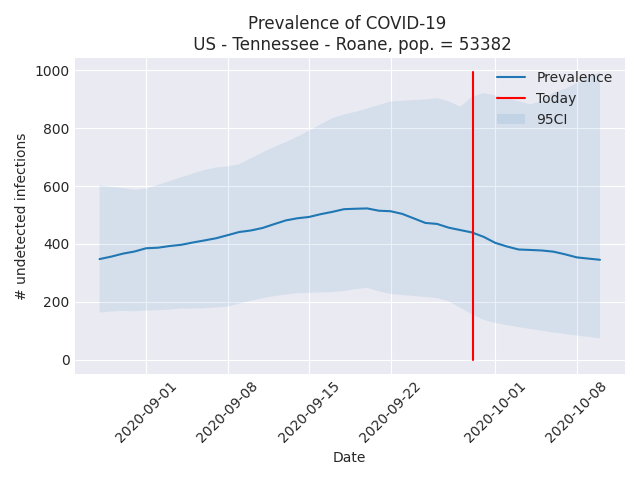 Prevalence of COVID-19
US - Tennessee - Roane, pop. = 53382
Prevalence
Today
95CI
# undetected infections
1000
800
600
400
200
0
2020-09-01
2020-09-08
2020-09-15
2020-09-22
2020-10-01
2020-10-08
Date